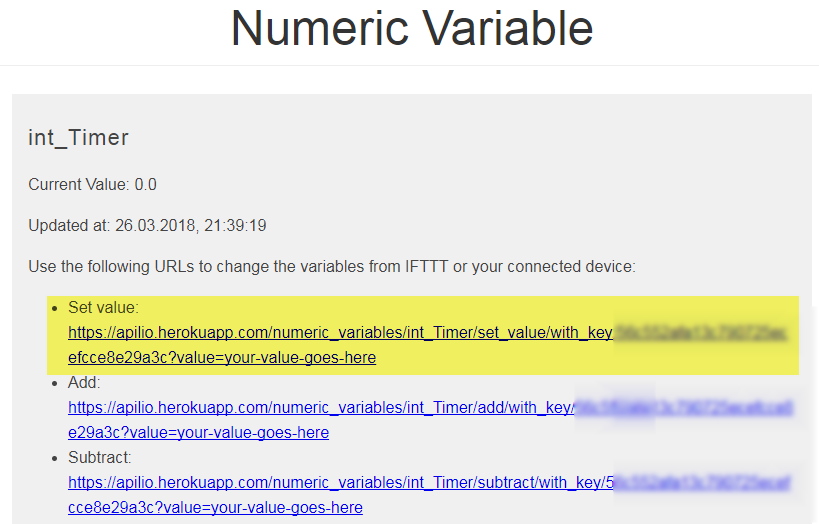 Numeric Variable
int_Timer
Current Value: 0.0
Updated at: 26.03.2018, 21:39:19
Use the following URLs to change the variables from IFTTT or your connected device:
• Set value:
https://apilio.herokuapp.com/numeric_variables/int_Timer/set_value/with_key/
efcce8e29a3c?value=your-value-goes-here
• Add:
https://apilio.herokuapp.com/numeric_variables/int_Timer/add/with_key/
e29a3c?value=your-value-goes-here
• Subtract:
https://apilio.herokuapp.com/numeric_variables/int_Timer/subtract/with_key/5
cce8e29a3c?value=your-value-goes-here